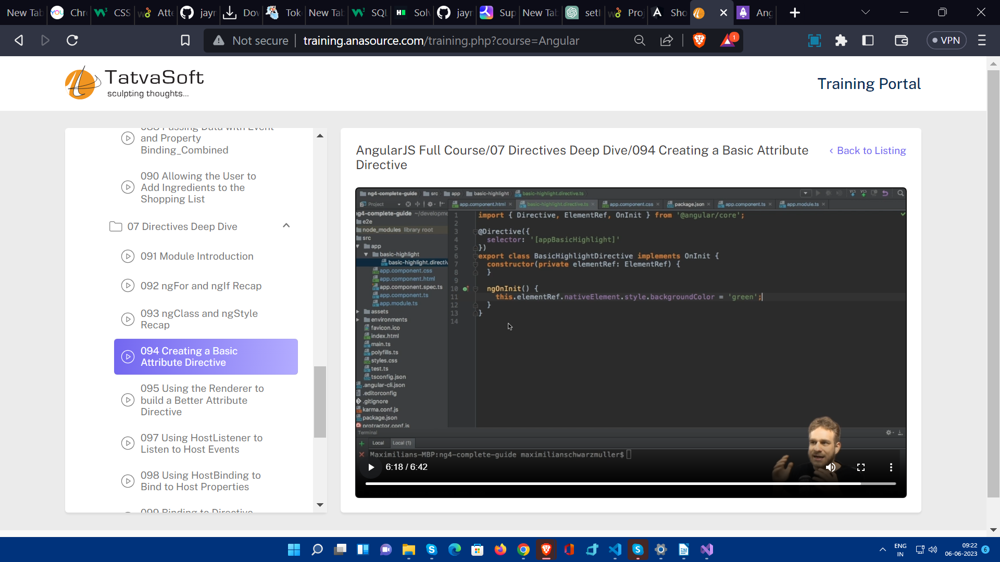 New Tab
Chr
CSS
Atte
jayr
Dov
Tok
New Tab
SQL
Solv
jayr
Sup
New Tab
setI
Proj
Sho
Ang
Not secure
training.anasource.com/training.php?course=Angular
1
VPN
TatvaSoft
sculpting thoughts...
Training Portal
and Property
Binding_Combined
090 Allowing the User to
Add Ingredients to the
Shopping List
07 Directives Deep Dive
091 Module Introduction
092 ngFor and ngIf Recap
093 ngClass and ngStyle
Recap
094 Creating a Basic
Attribute Directive
095 Using the Renderer to
build a Better Attribute
Directive
097 Using HostListener to
Listen to Host Events
098 Using HostBinding to
Bind to Host Properties
099 Binding to Directive
AngularJS Full Course/07 Directives Deep Dive/094 Creating a Basic Attribute
Directive
‹ Back to Listing
ng4-complete-guide src app basic-highlight basic-highlight.directive.ts
Project
app.component.html basic-highlight.directive.ts app.component.css package.json app.component.ts app.module.ts
ng4-complete-guide ~/developme
e2e
node_modules library root
src
app
basic-highlight
basic-highlight.directiv
app.component.css
app.component.html
app.component.spec.ts
app.component.ts
app.module.ts
assets
environments
favicon.ico
index.html
main.ts
polyfills.ts
styles.css
test.ts
tsconfig.json
.angular-cli.json
.editorconfig
.gitignore
karma.conf.js
package.json
protractor.conf.js
1 import { Directive, ElementRef, OnInit } from '@angular/core';
2
3 @Directive({
4 selector: '[appBasicHighlight]'
5 })
6 export class BasicHighlightDirective implements OnInit {
7 constructor(private elementRef: ElementRef) {
8 }
9
10 ngOnInit() {
11 this.elementRef.nativeElement.style.backgroundColor = 'green';
12 }
13 }
14
Terminal
Local Local (1)
Maximilians-MBP:ng4-complete-guide maximilianschwarzmuller$
6:18 / 6:42
ENG
IN
09:22
06-06-2023
6